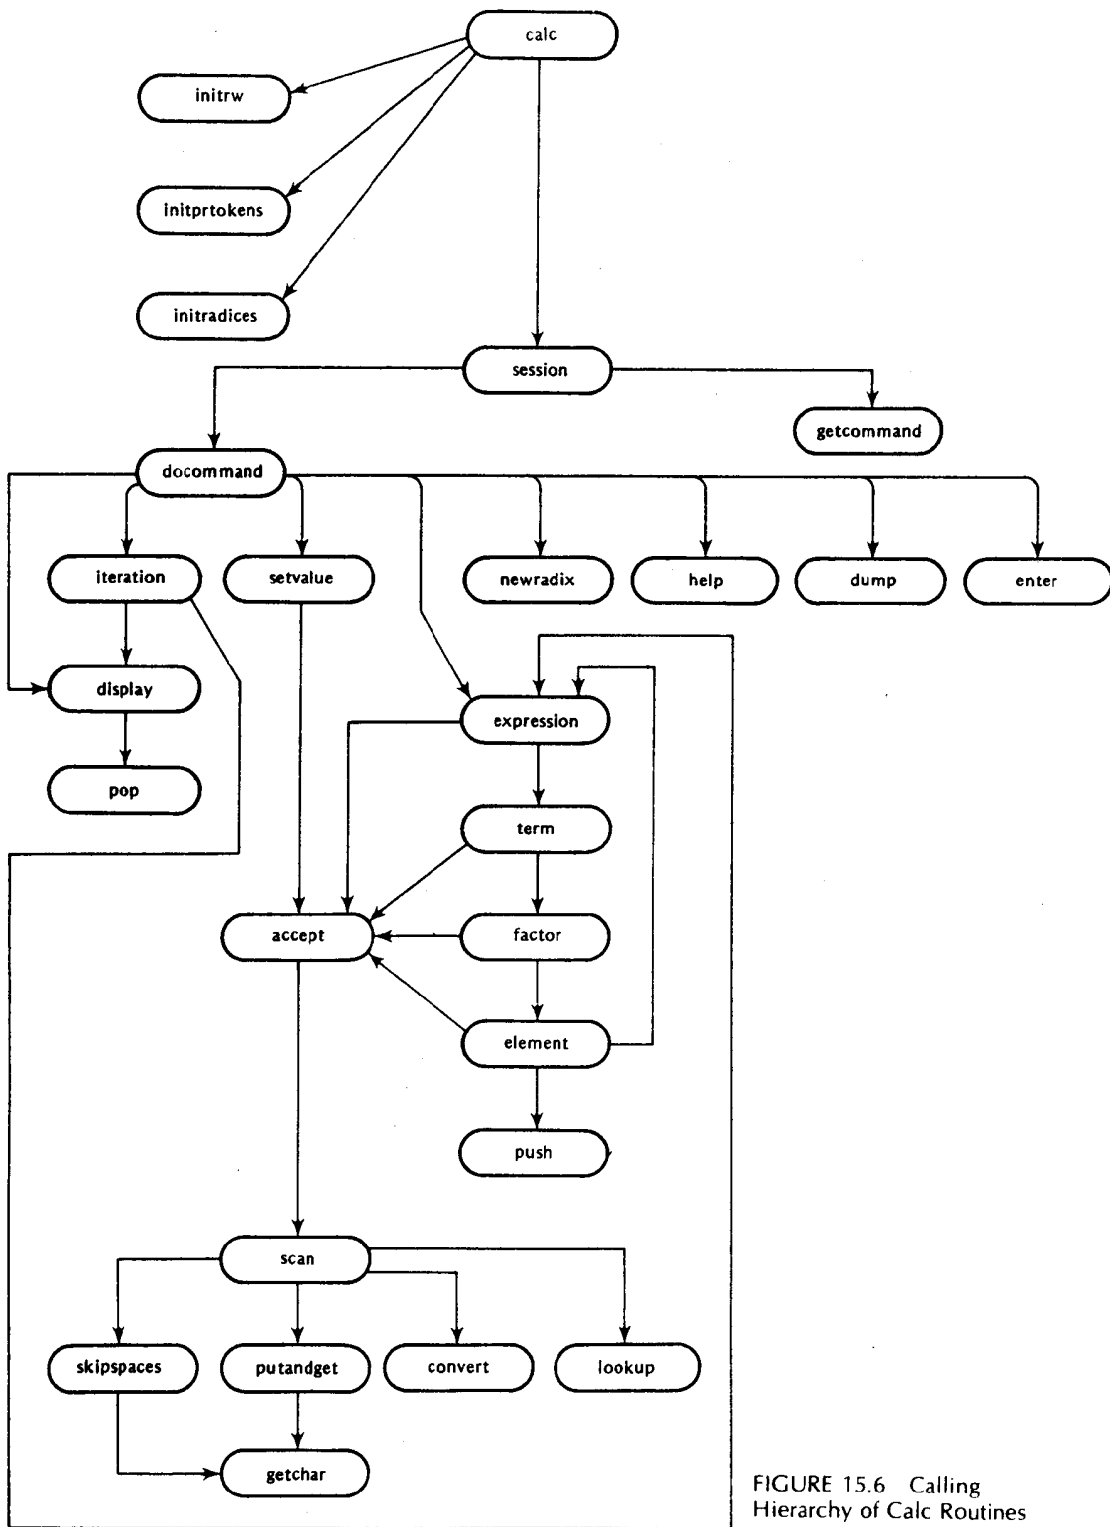 calc
initrw
initprtokens
initradices
session
getcommand
docommand
iteration
setvalue
newradix
help
dump
enter
display
expression
pop
term
accept
factor
element
push
scan
skipspaces
putandget
convert
lookup
getchar
FIGURE 15.6 Calling
Hierarchy of Calc Routines